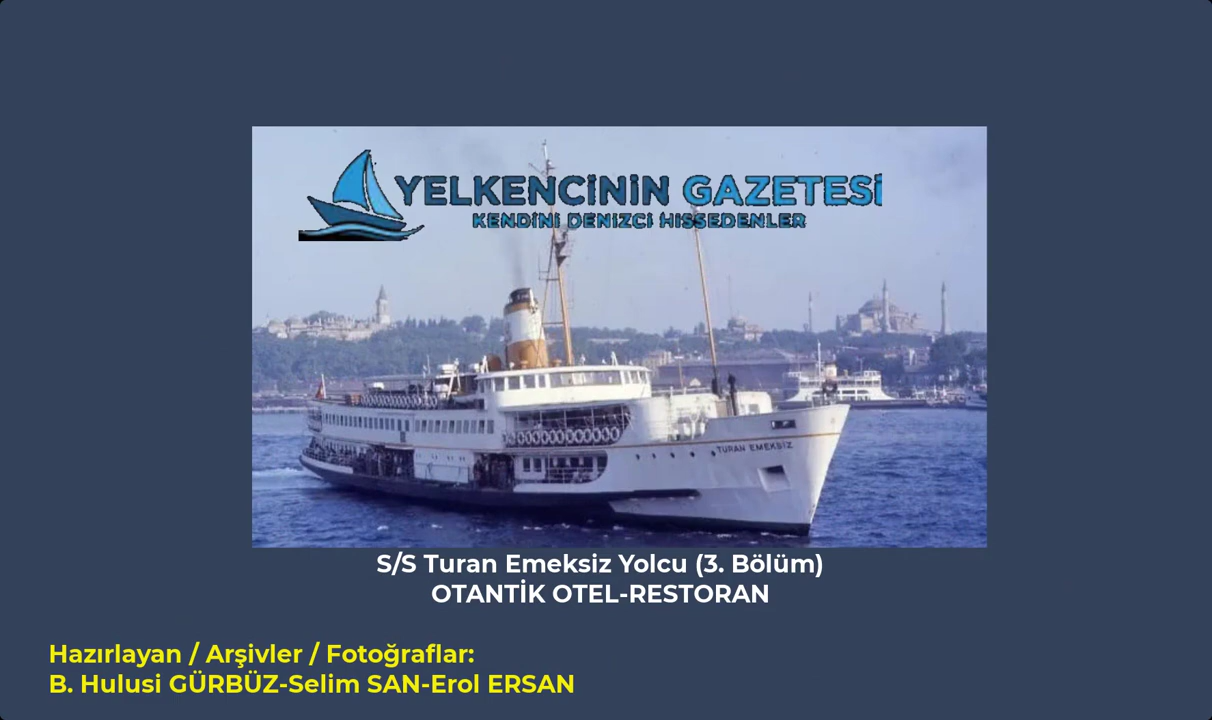 YELKENCİNİN GAZETESİ
KENDİNİ DENİZCİ HİSSEDENLER
TURAN EMEKSİZ
S/S Turan Emeksiz Yolcu (3. Bölüm)
OTANTİK OTEL-RESTORAN
Hazırlayan / Arşivler / Fotoğraflar:
B. Hulusi GÜRBÜZ-Selim SAN-Erol ERSAN